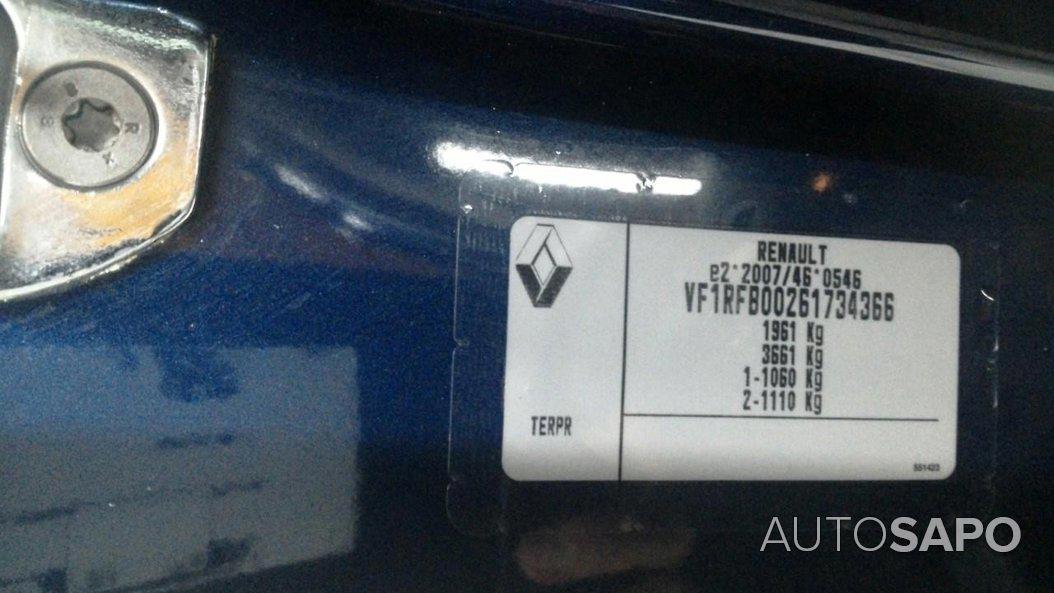 RENAULT
e2*2007/46*0546
VF1RFB00261734366
1961 Kg
3661 Kg
1-1060 Kg
2-1110 Kg
TERPR
551423
AUTOSAPO